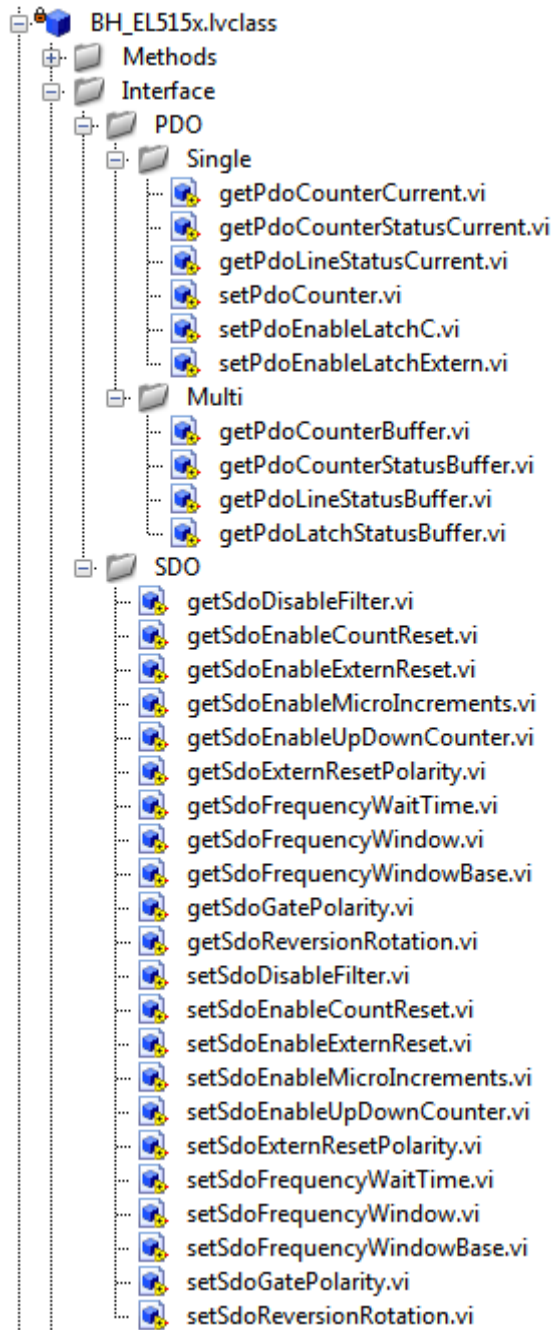 BH_EL515x.lvclass
Methods
Interface
PDO
Single
getPdoCounterCurrent.vi
getPdoCounterStatusCurrent.vi
getPdoLineStatusCurrent.vi
setPdoCounter.vi
setPdoEnableLatchC.vi
setPdoEnableLatchExtern.vi
Multi
getPdoCounterBuffer.vi
getPdoCounterStatusBuffer.vi
getPdoLineStatusBuffer.vi
getPdoLatchStatusBuffer.vi
SDO
getSdoDisableFilter.vi
getSdoEnableCountReset.vi
getSdoEnableExternReset.vi
getSdoEnableMicroIncrements.vi
getSdoEnableUpDownCounter.vi
getSdoExternResetPolarity.vi
getSdoFrequencyWaitTime.vi
getSdoFrequencyWindow.vi
getSdoFrequencyWindowBase.vi
getSdoGatePolarity.vi
getSdoReversionRotation.vi
setSdoDisableFilter.vi
setSdoEnableCountReset.vi
setSdoEnableExternReset.vi
setSdoEnableMicroIncrements.vi
setSdoEnableUpDownCounter.vi
setSdoExternResetPolarity.vi
setSdoFrequencyWaitTime.vi
setSdoFrequencyWindow.vi
setSdoFrequencyWindowBase.vi
setSdoGatePolarity.vi
setSdoReversionRotation.vi